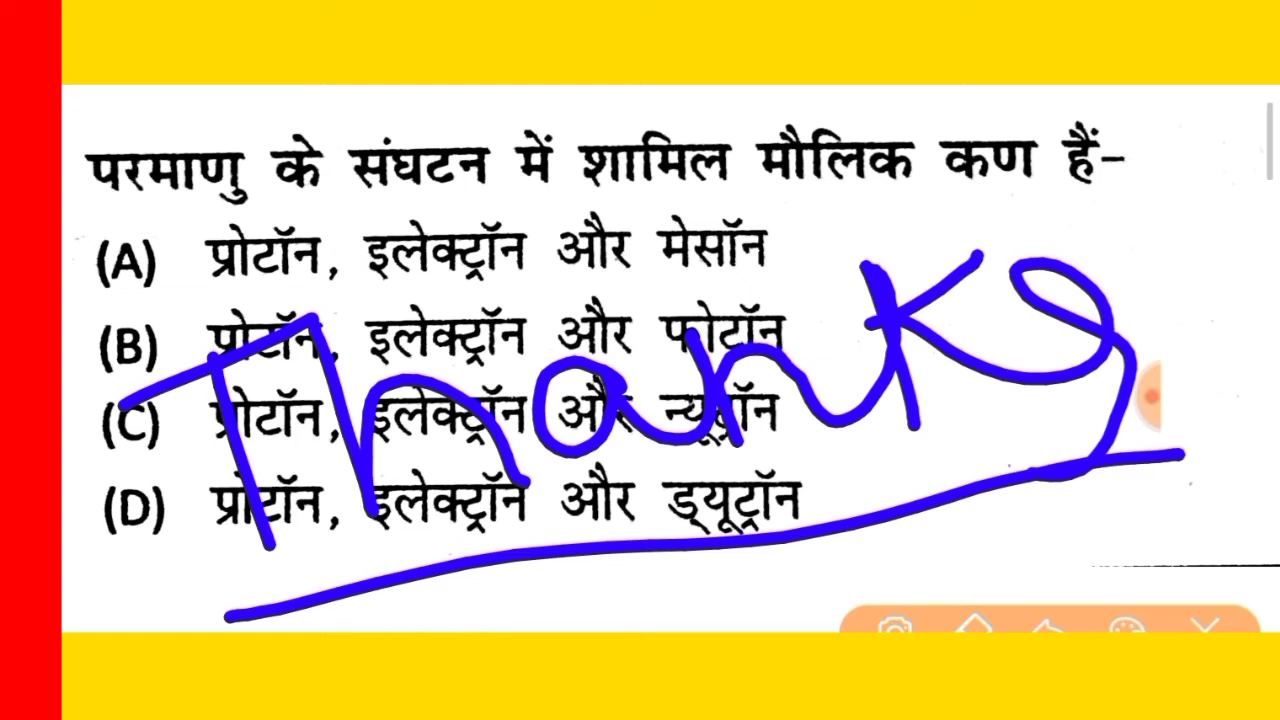 परमाणु के संघटन में शामिल मौलिक कण हैं-
(A) प्रोटॉन, इलेक्ट्रॉन और मेसॉन
(B) प्रोटॉन, इलेक्ट्रॉन और फोटॉन
(C) प्रोटॉन, इलेक्ट्रॉन और न्यूट्रॉन
(D) प्रोटॉन, इलेक्ट्रॉन और ड्यूट्रॉन
Thanks